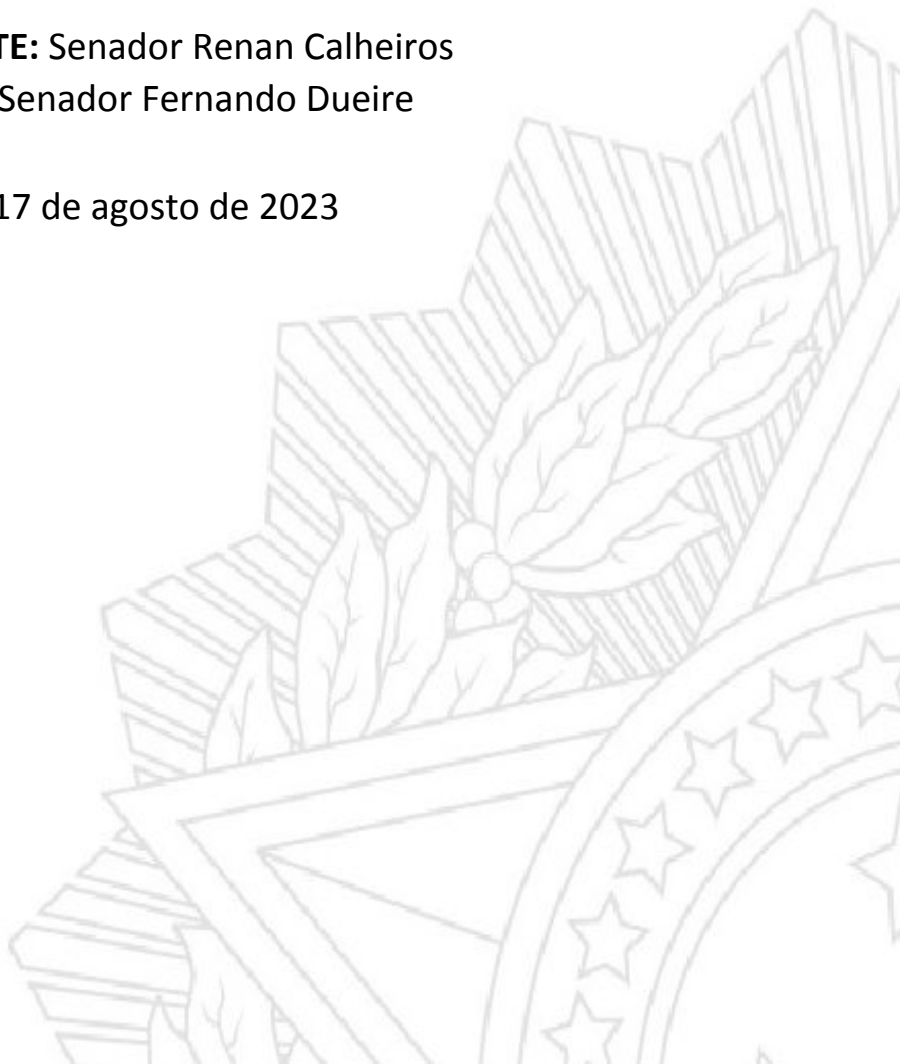 TE: Senador Renan Calheiros
Senador Fernando Dueire
17 de agosto de 2023